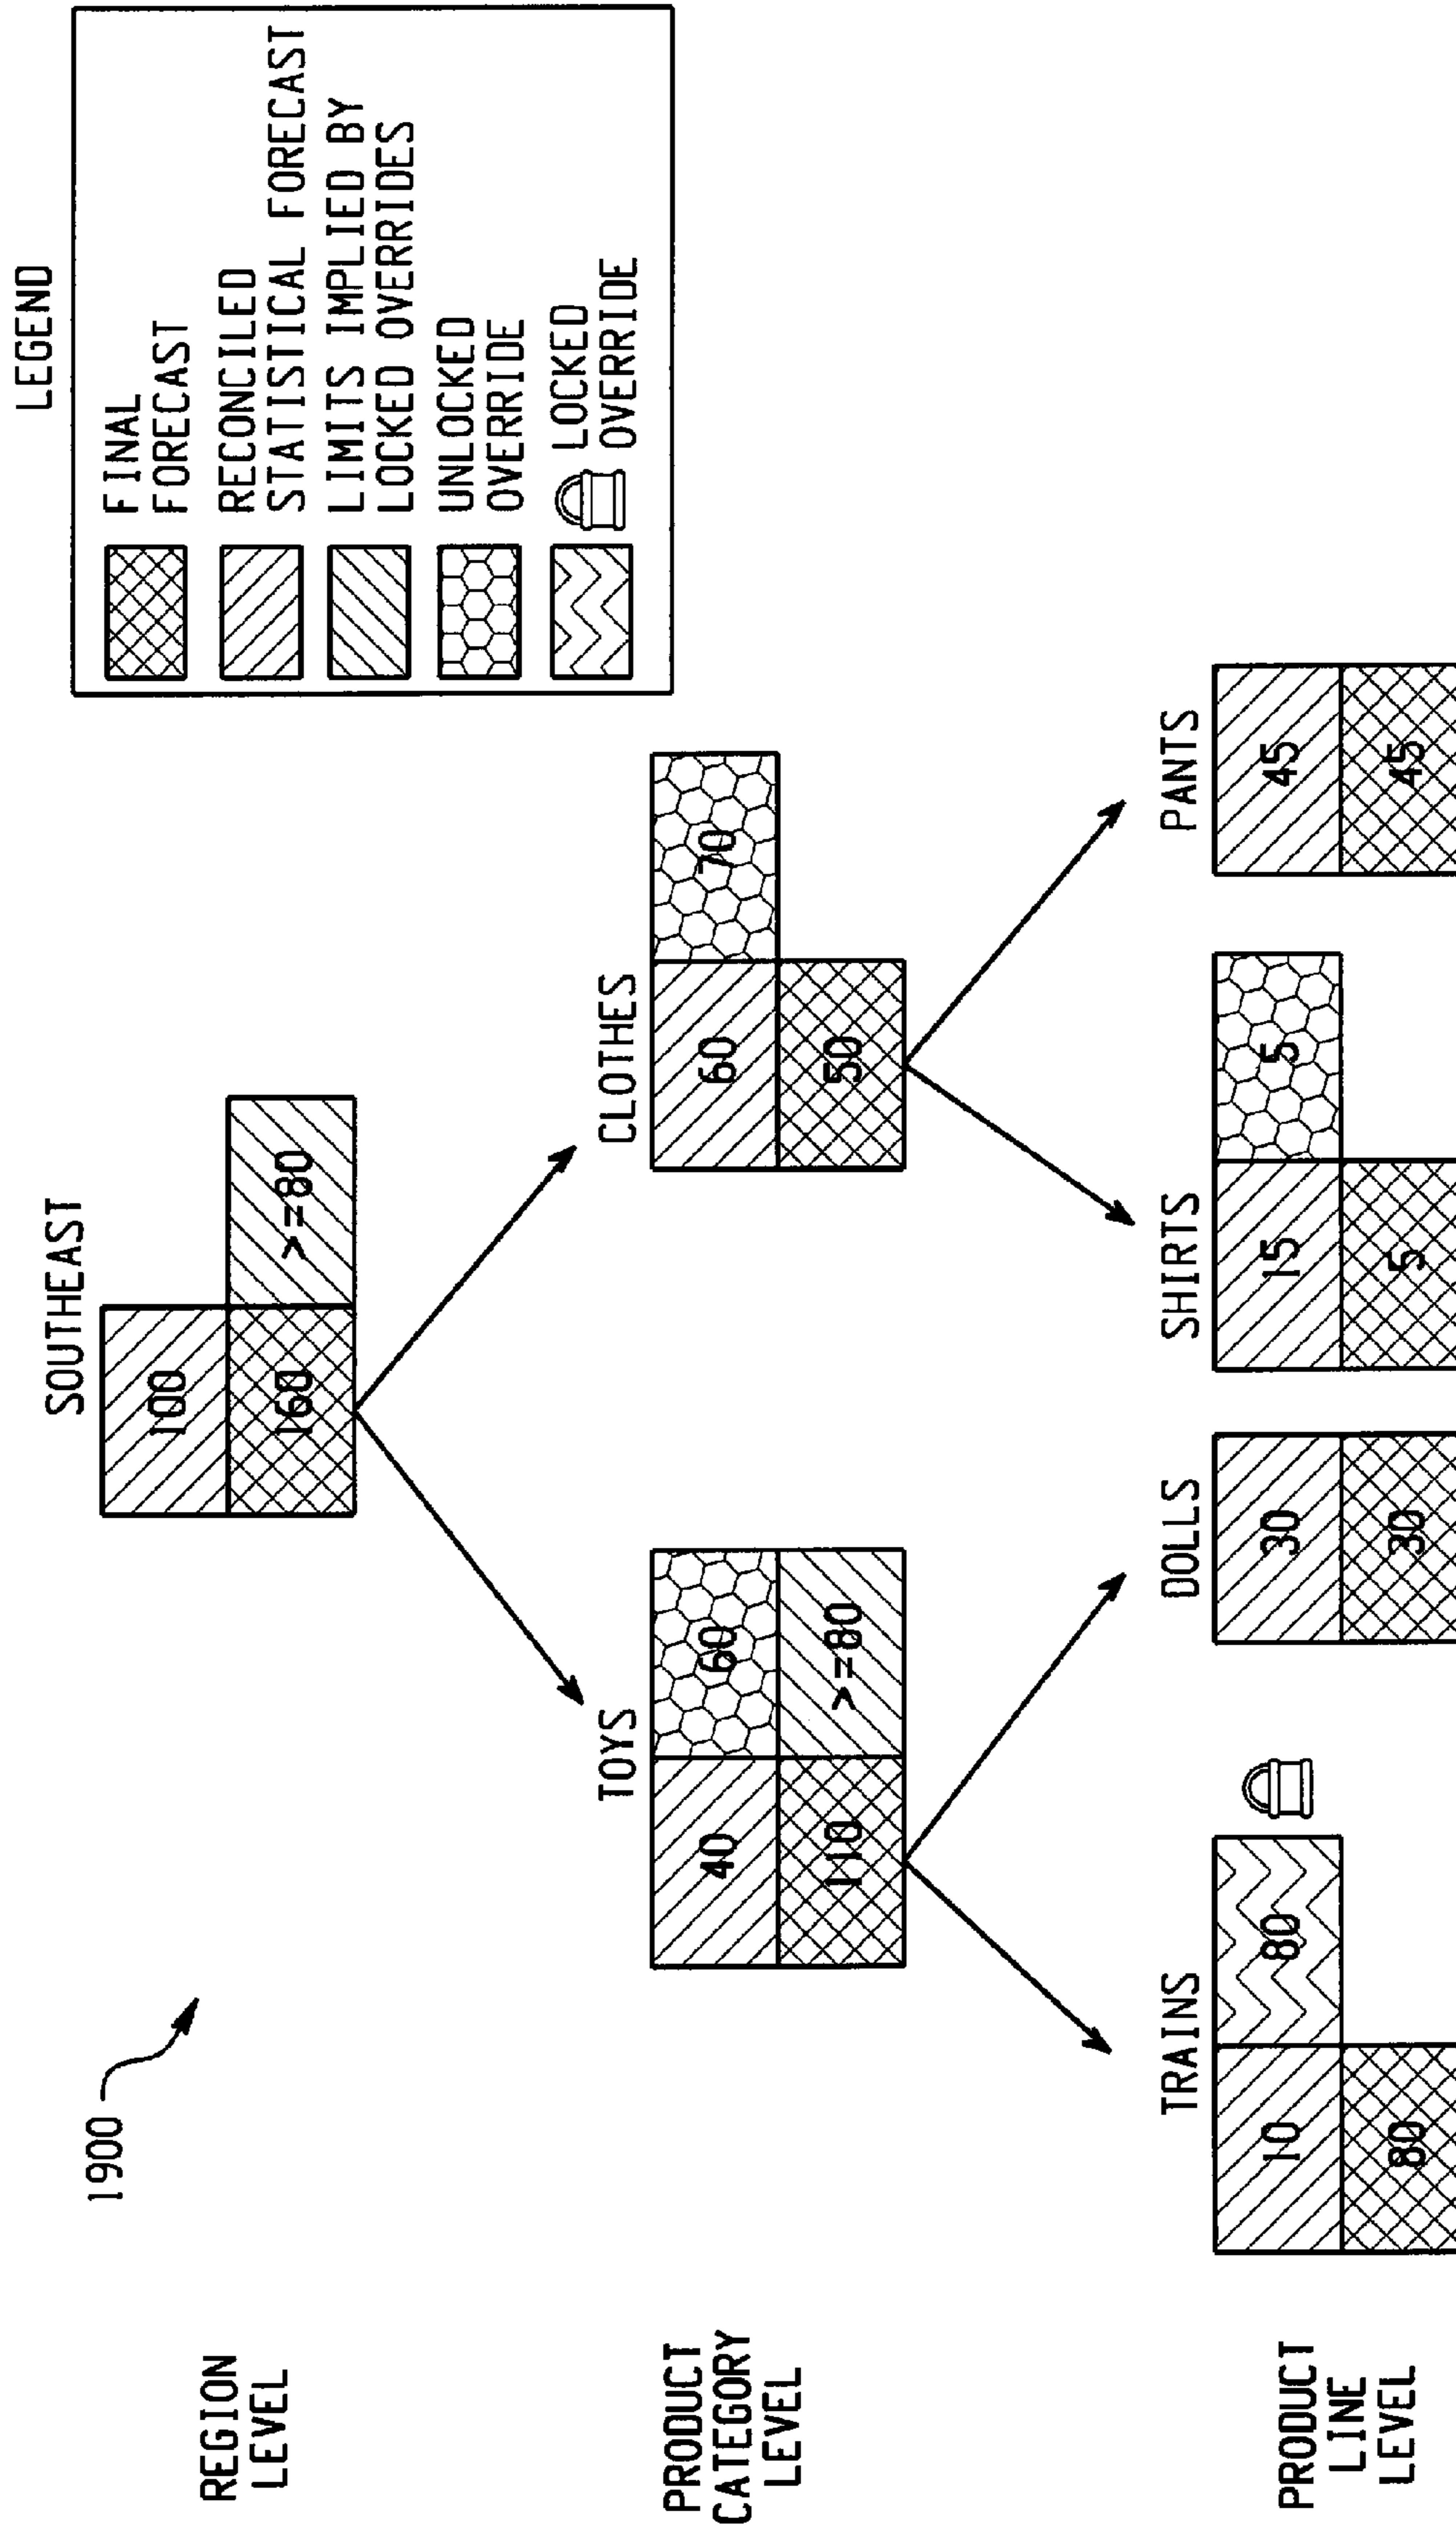 LEGEND
FINAL
FORECAST
RECONCILED
STATISTICAL FORECAST
LIMITS IMPLIED BY
LOCKED OVERRIDES
UNLOCKED
OVERRIDE
LOCKED
OVERRIDE
1900
REGION
LEVEL
SOUTHEAST
100
160
>=80
PRODUCT
CATEGORY
LEVEL
TOYS
40
60
110
>=80
CLOTHES
60
70
50
PRODUCT
LINE
LEVEL
TRAINS
10
80
80
DOLLS
30
30
SHIRTS
15
5
5
PANTS
45
45